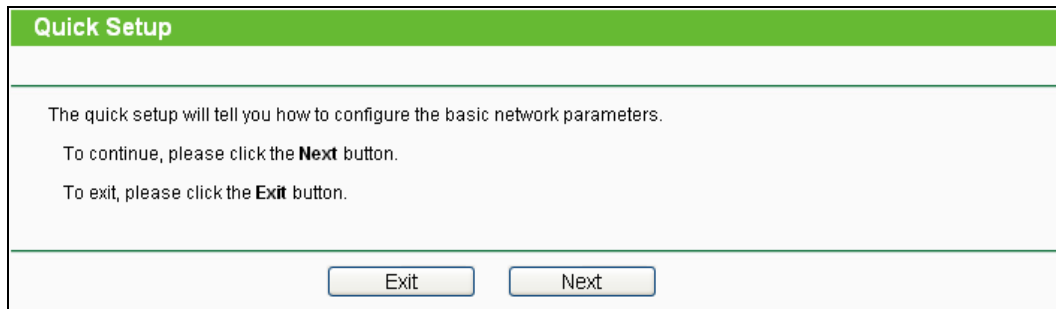 Quick Setup
The quick setup will tell you how to configure the basic network parameters.
To continue, please click the Next button.
To exit, please click the Exit button.
Exit Next